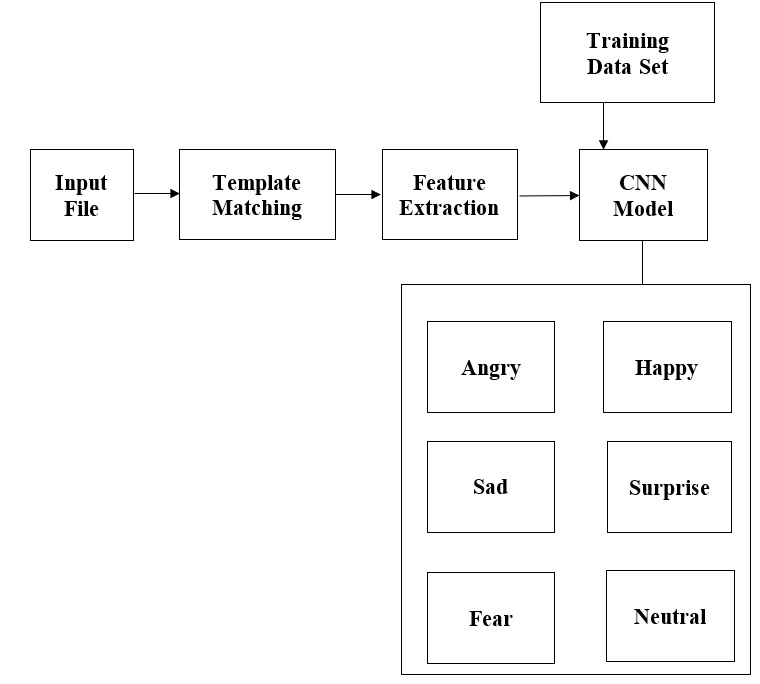 Training
Data Set
Input
File
Template
Matching
Feature
Extraction
CNN
Model
Angry
Happy
Sad
Surprise
Fear
Neutral